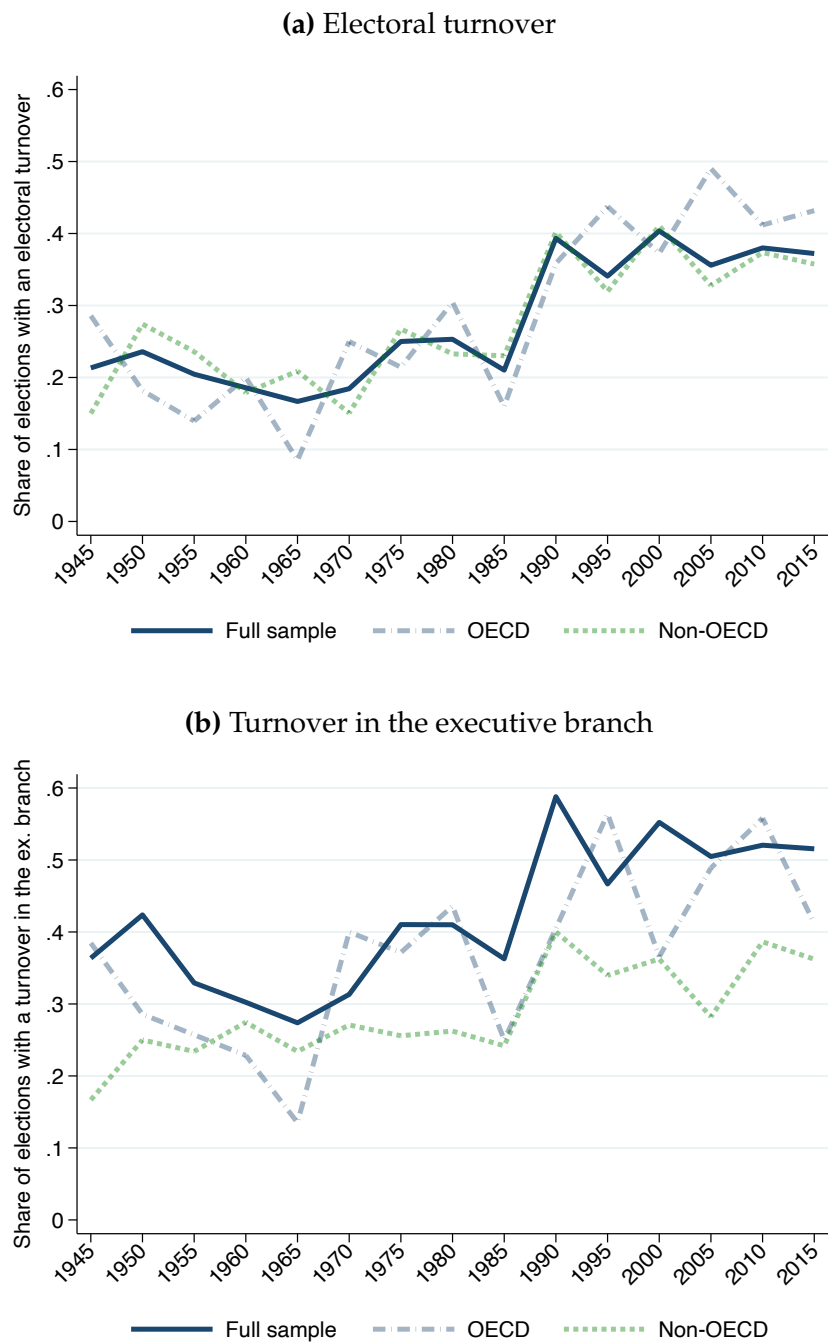 (a) Electoral turnover
Share of elections with an electoral turnover
.6
.5
.4
.3
.2
.1
0
1945 1950 1955 1960 1965 1970 1975 1980 1985 1990 1995 2000 2005 2010 2015
Full sample OECD Non-OECD
(b) Turnover in the executive branch
Share of elections with a turnover in the ex. branch
.6
.5
.4
.3
.2
.1
0
1945 1950 1955 1960 1965 1970 1975 1980 1985 1990 1995 2000 2005 2010 2015
Full sample OECD Non-OECD